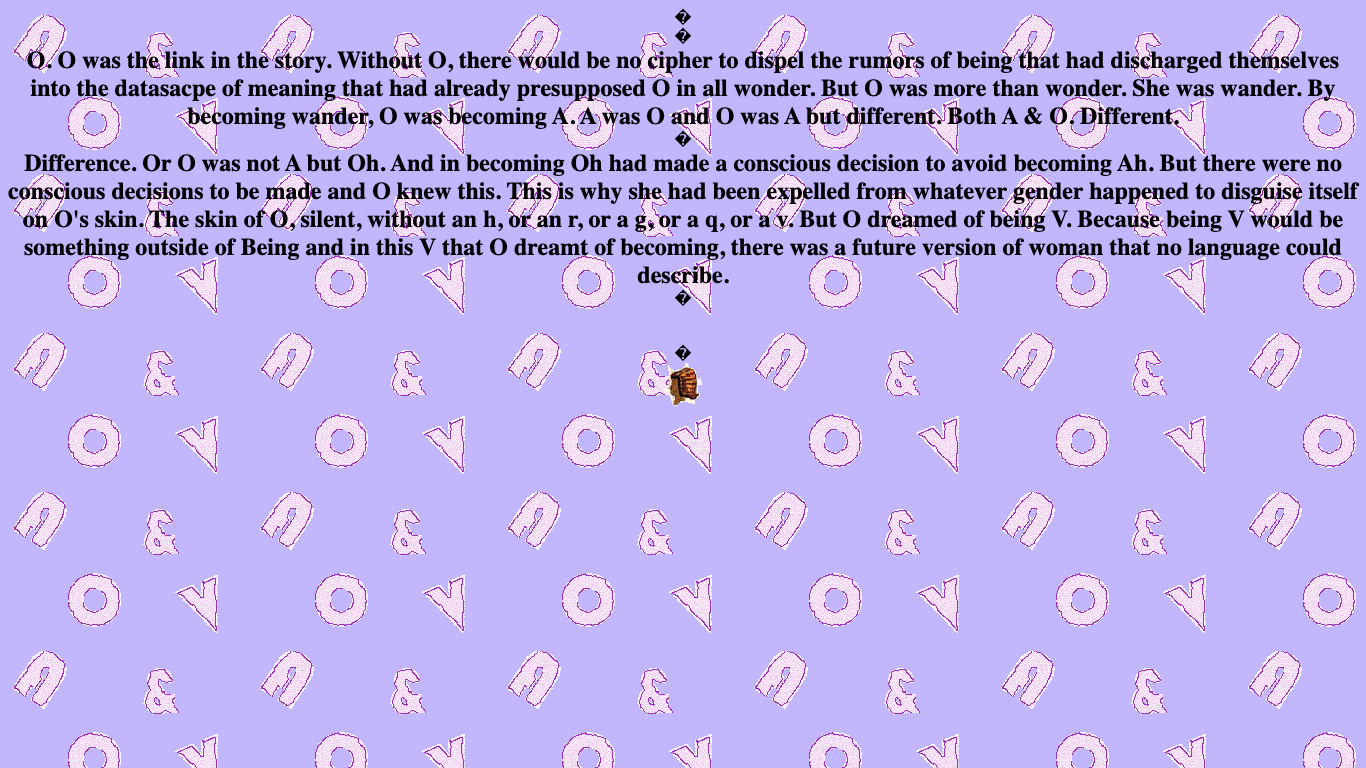 �
�
O. O was the link in the story. Without O, there would be no cipher to dispel the rumors of being that had discharged themselves
into the datasacpe of meaning that had already presupposed O in all wonder. But O was more than wonder. She was wander. By
becoming wander, O was becoming A. A was O and O was A but different. Both A & O. Different.
�
Difference. Or O was not A but Oh. And in becoming Oh had made a conscious decision to avoid becoming Ah. But there were no
conscious decisions to be made and O knew this. This is why she had been expelled from whatever gender happened to disguise itself
on O's skin. The skin of O, silent, without an h, or an r, or a g, or a q, or a v. But O dreamed of being V. Because being V would be
something outside of Being and in this V that O dreamt of becoming, there was a future version of woman that no language could
describe.
�
�